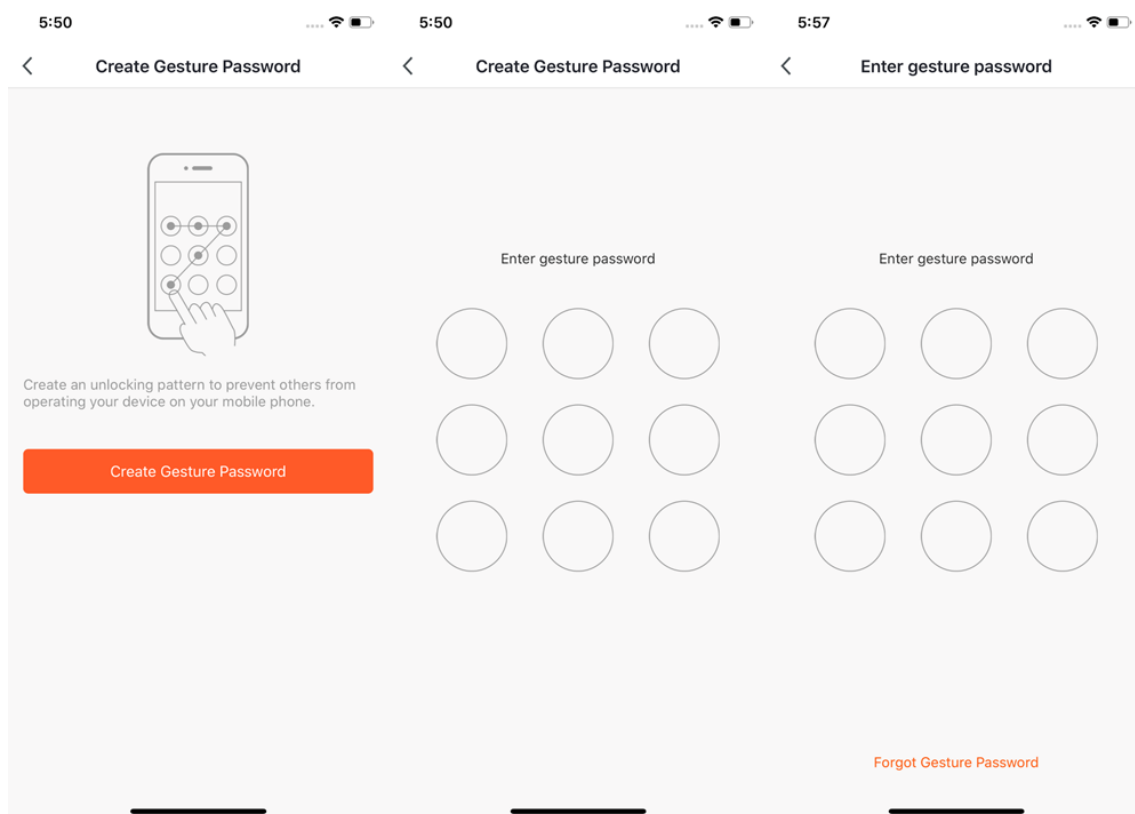 5:50
Create Gesture Password
Create an unlocking pattern to prevent others from
operating your device on your mobile phone.
Create Gesture Password
5:50
Create Gesture Password
Enter gesture password
5:57
Enter gesture password
Enter gesture password
Forgot Gesture Password